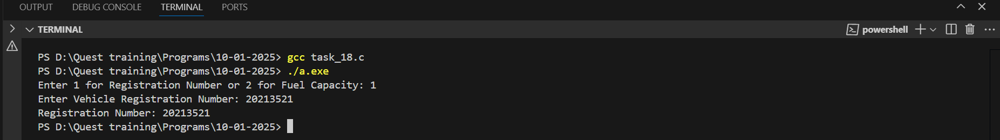 OUTPUT DEBUG CONSOLE TERMINAL PORTS
TERMINAL
powershell
PS D:\Quest training\Programs\10-01-2025> gcc task_18.c
PS D:\Quest training\Programs\10-01-2025> ./a.exe
Enter 1 for Registration Number or 2 for Fuel Capacity: 1
Enter Vehicle Registration Number: 20213521
Registration Number: 20213521
PS D:\Quest training\Programs\10-01-2025>